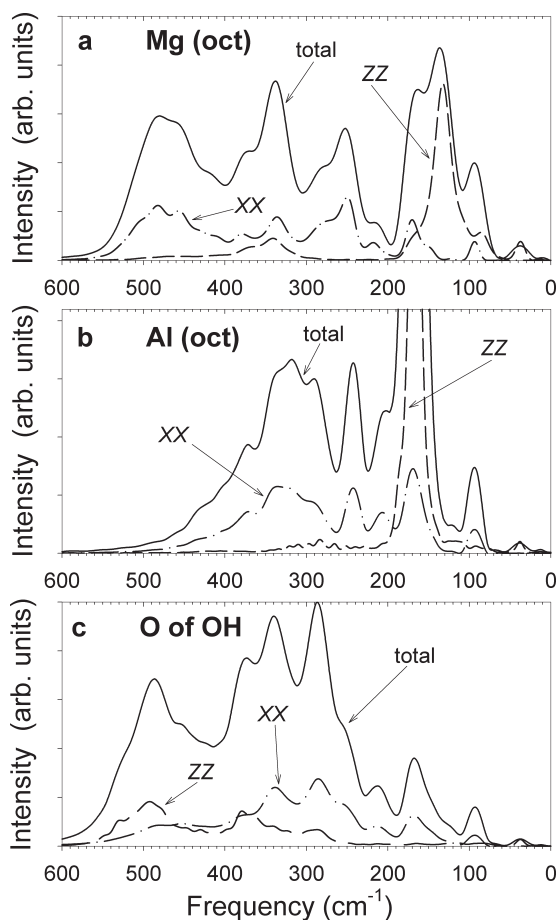 a Mg (oct)
total
ZZ
XX
Intensity (arb. units)
600 500 400 300 200 100 0
b Al (oct)
total
ZZ
XX
Intensity (arb. units)
600 500 400 300 200 100 0
c O of OH
total
XX
ZZ
Intensity (arb. units)
600 500 400 300 200 100 0
Frequency (cm⁻¹)